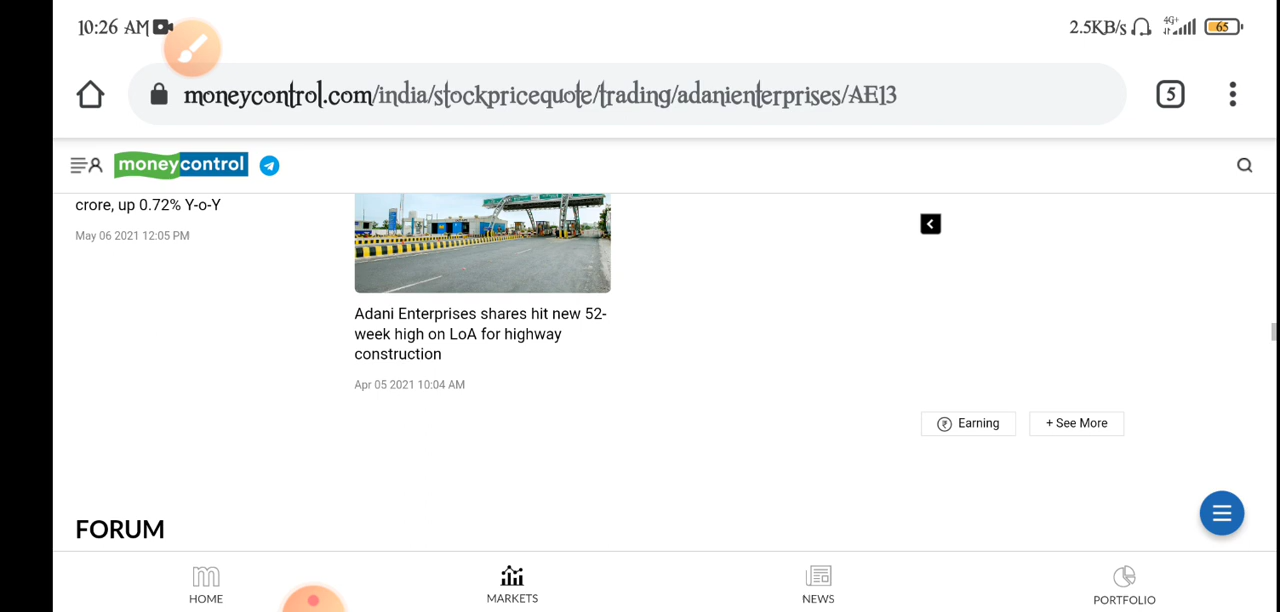 10:26 AM
2.5KB/s 4G+ 65
moneycontrol.com/india/stockpricequote/trading/adanienterprises/AE13
5
moneycontrol
crore, up 0.72% Y-o-Y
May 06 2021 12:05 PM
Adani Enterprises shares hit new 52-
week high on LoA for highway
construction
Apr 05 2021 10:04 AM
₹ Earning
+ See More
FORUM
HOME
MARKETS
NEWS
PORTFOLIO